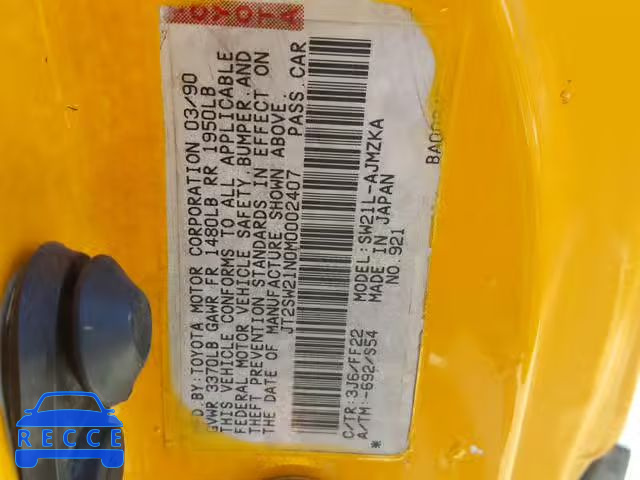 TOYOTA
MFD.BY:TOYOTA MOTOR CORPORATION 03/90
GVWR 3370LB GAWR FR 1480LB RR 1950LB
THIS VEHICLE CONFORMS TO ALL APPLICABLE
FEDERAL MOTOR VEHICLE SAFETY,BUMPER,AND
THEFT PREVENTION STANDARDS IN EFFECT ON
THE DATE OF MANUFACTURE SHOWN ABOVE.
JT2SW21N0M0002407 PASS.CAR
C/TR:3J6/FF22 MODEL:SW21L-AJMZKA
A/TM:-692/S54 MADE IN JAPAN
* NO.921
RECCE